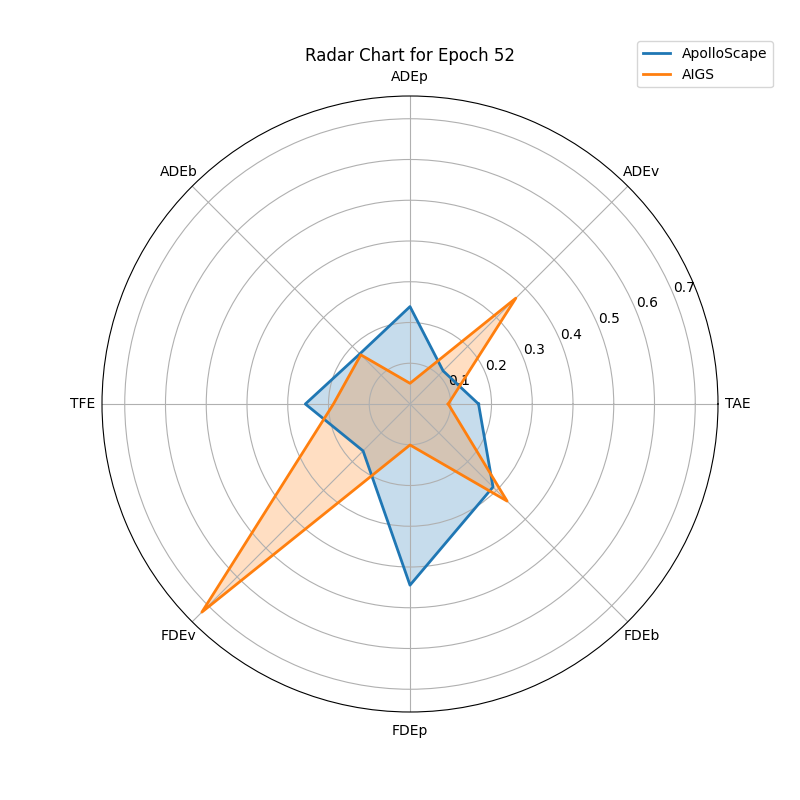 Radar Chart for Epoch 52
ApolloScape
AIGS
ADEp
ADEb
ADEv
0.7
0.6
0.5
0.4
0.3
0.2
0.1
TFE
TAE
FDEv
FDEb
FDEp